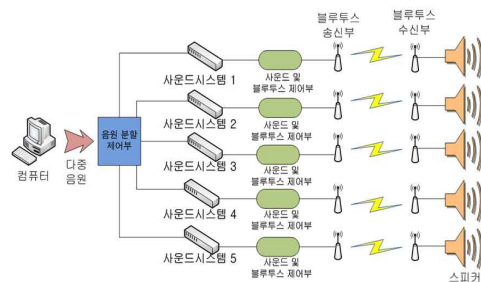 블루투스
송신부
블루투스
수신부
사운드시스템 1
사운드 및
블루투스 제어부
사운드시스템 2
사운드 및
블루투스 제어부
음원 분할
제어부
컴퓨터
다중
음원
사운드시스템 3
사운드 및
블루투스 제어부
사운드시스템 4
사운드 및
블루투스 제어부
사운드시스템 5
사운드 및
블루투스 제어부
스피커